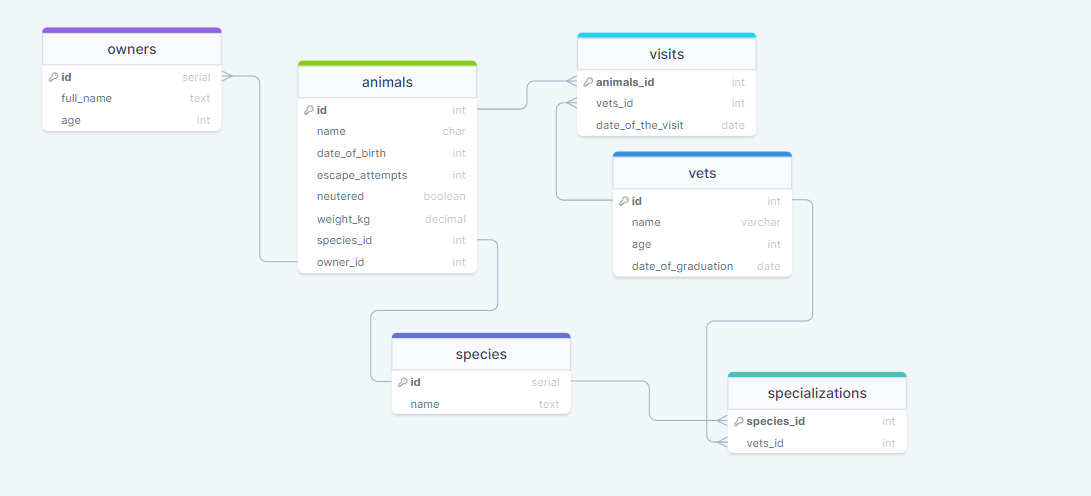 owners
id serial
full_name text
age int
animals
id int
name char
date_of_birth int
escape_attempts int
neutered boolean
weight_kg decimal
species_id int
owner_id int
visits
animals_id int
vets_id int
date_of_the_visit date
vets
id int
name varchar
age int
date_of_graduation date
species
id serial
name text
specializations
species_id int
vets_id int